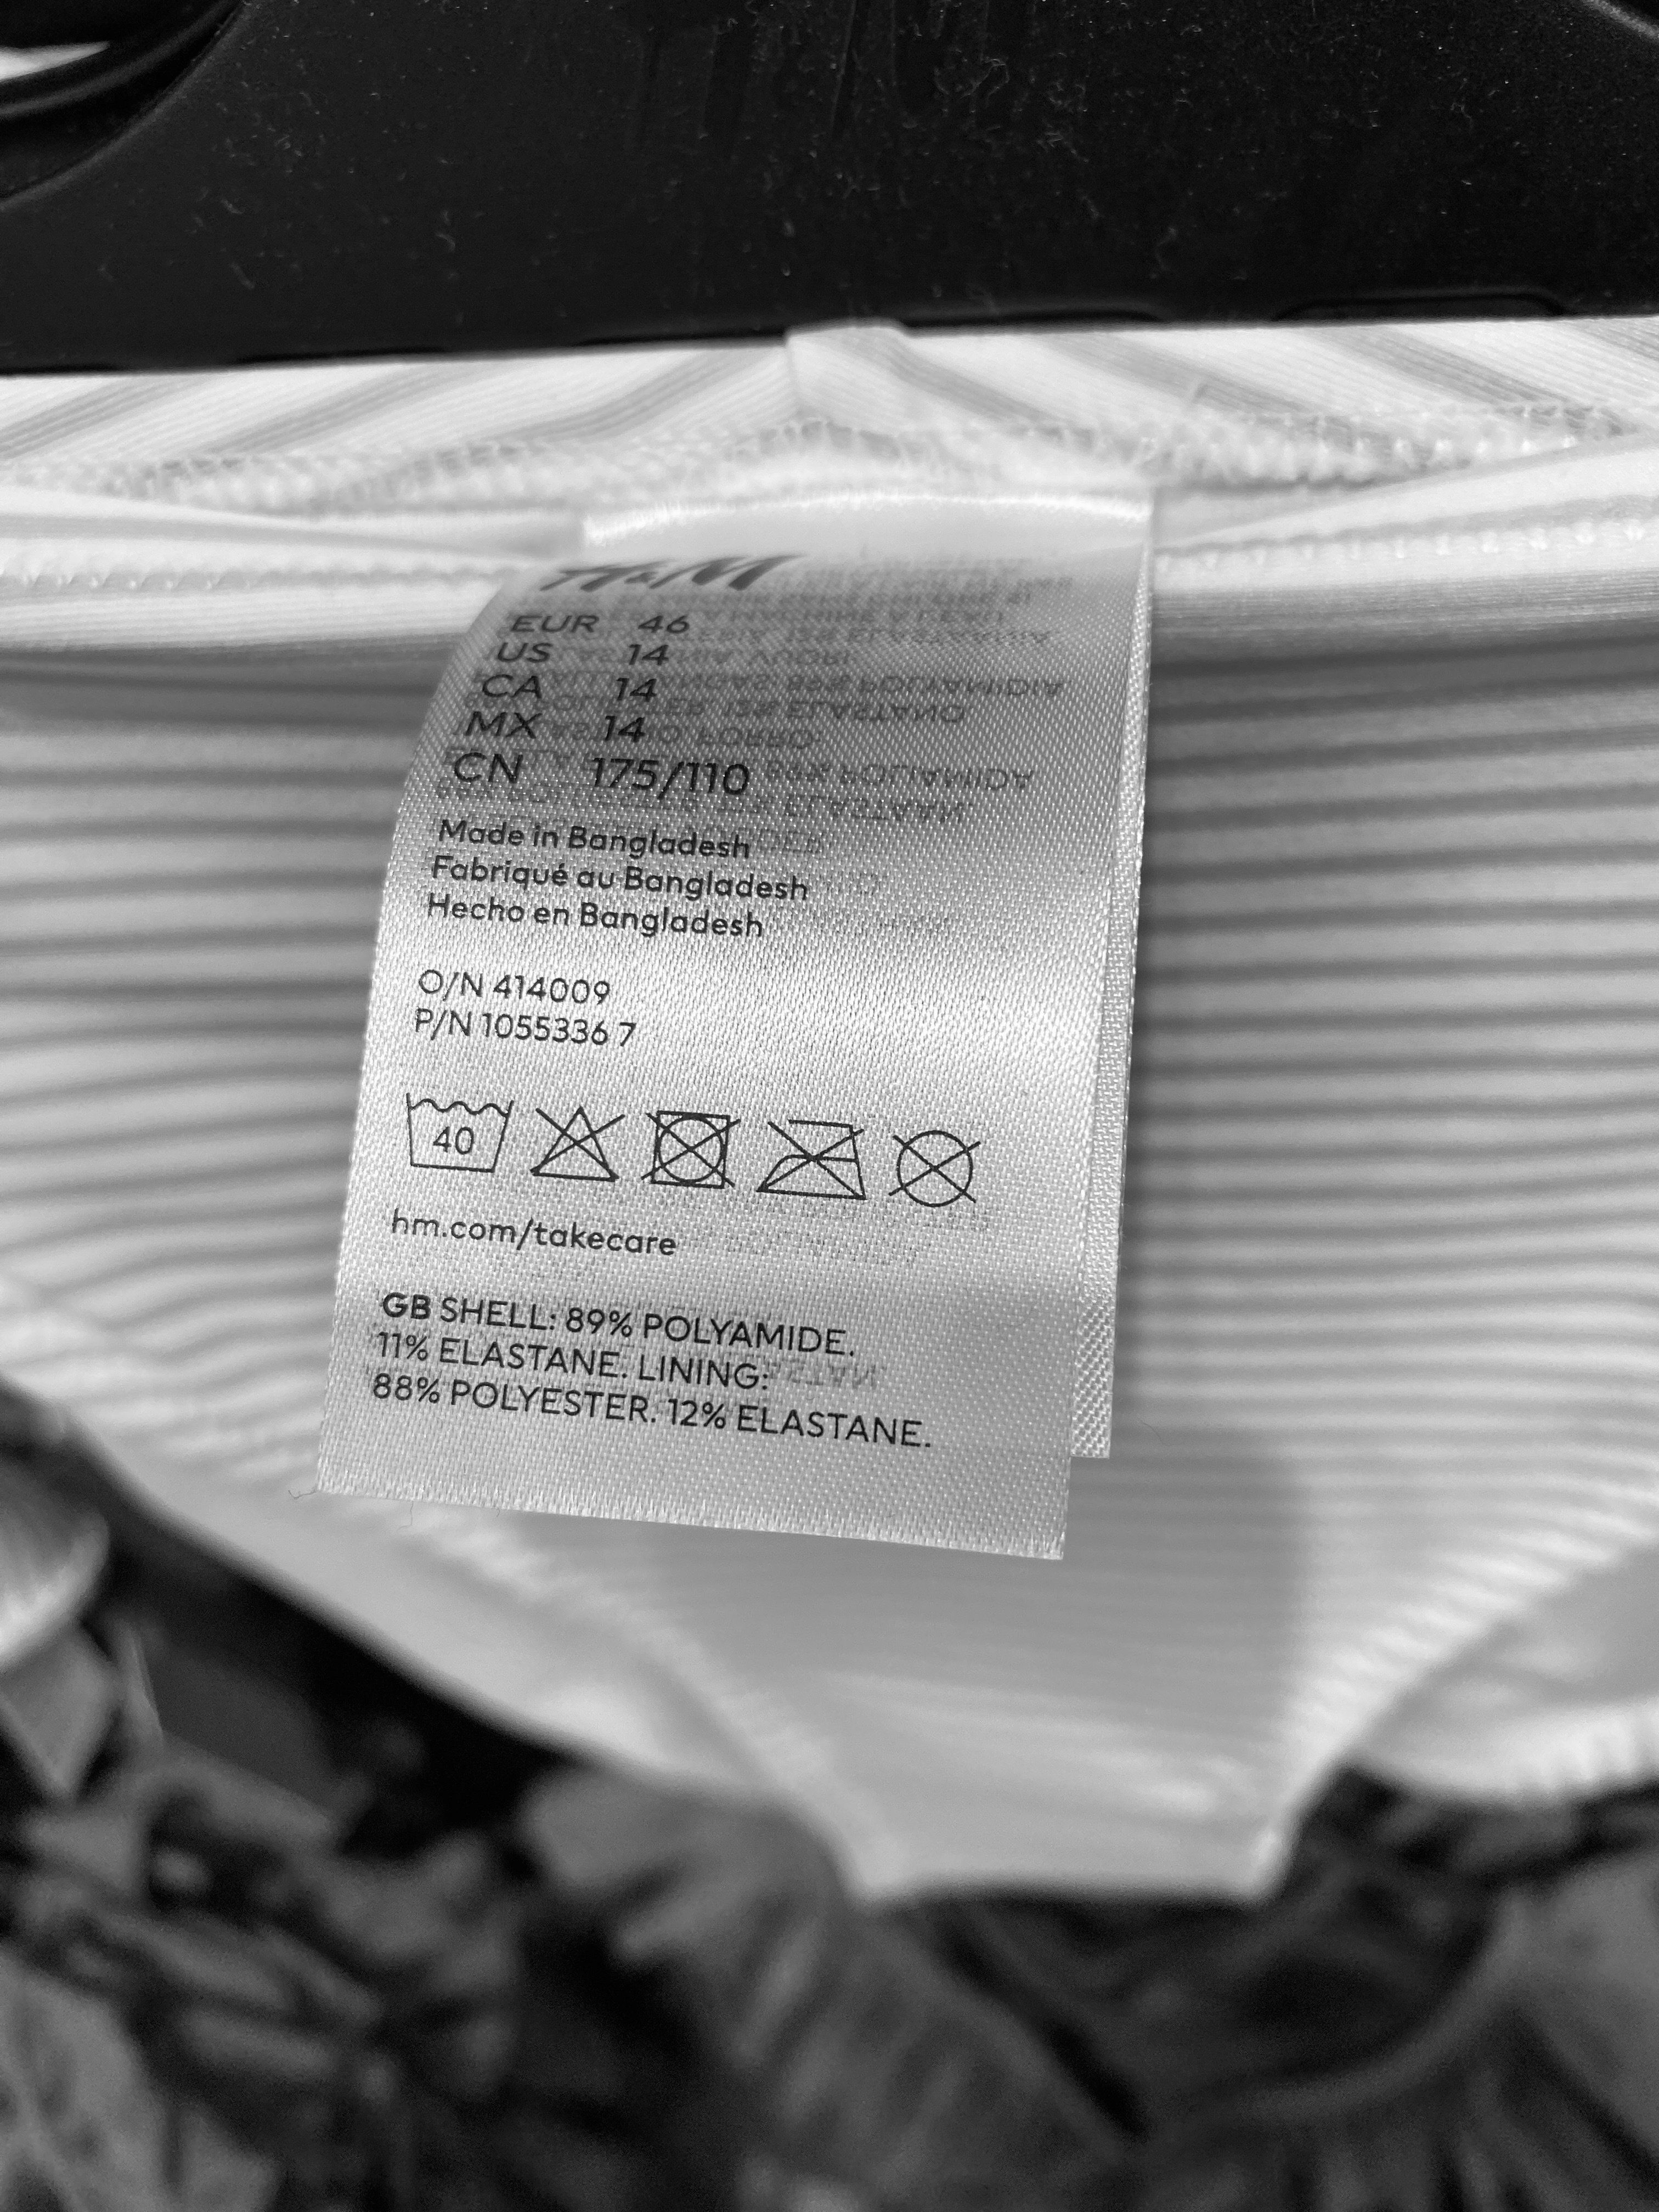 H&M
EUR 46
US 14
CA 14
MX 14
CN 175/110
Made in Bangladesh
Fabriqué au Bangladesh
Hecho en Bangladesh
O/N 414009
P/N 1055336 7
40
hm.com/takecare
GB SHELL: 89% POLYAMIDE.
11% ELASTANE. LINING:
88% POLYESTER. 12% ELASTANE.